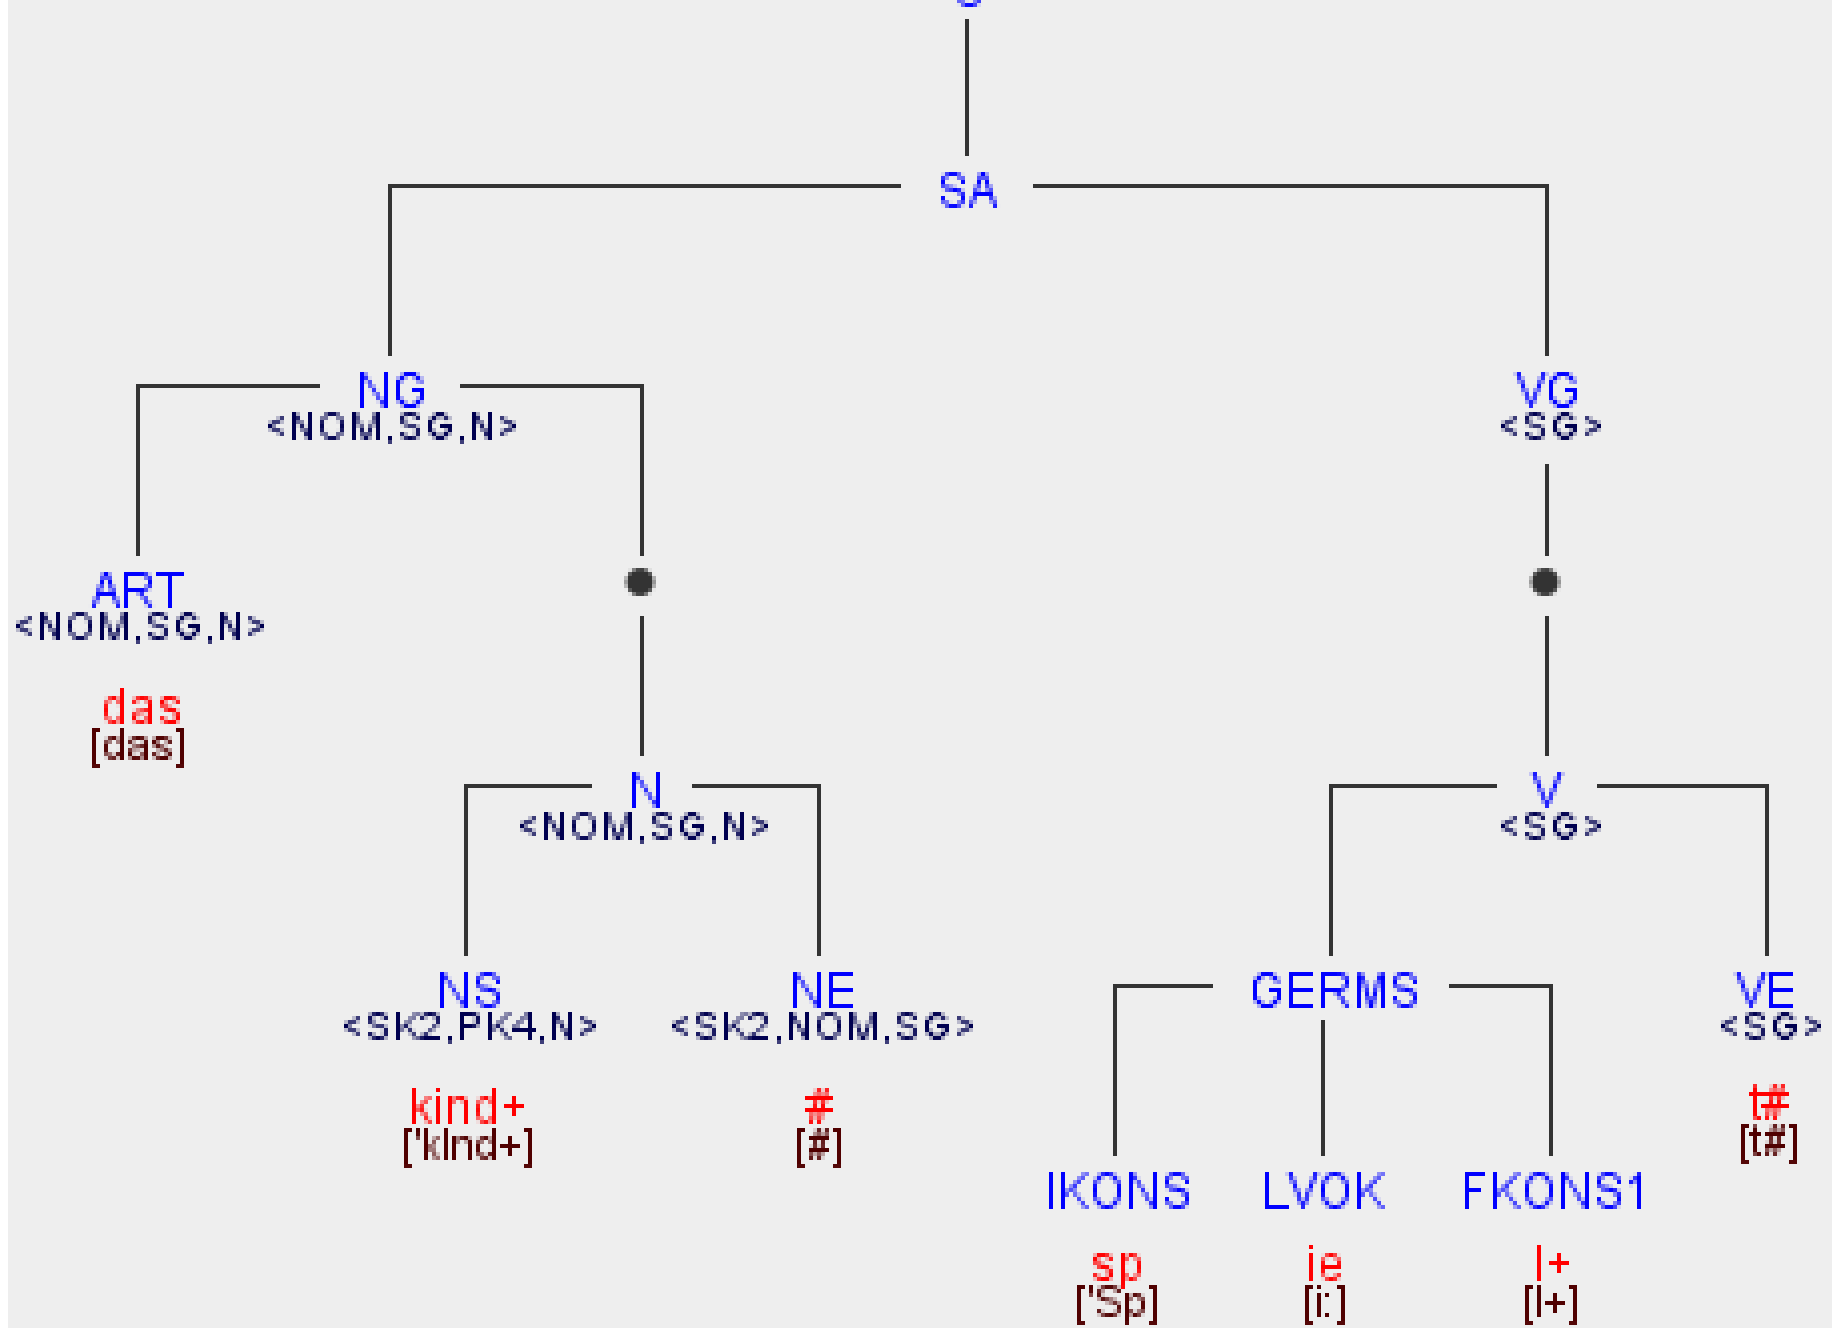 SA
NG
<NOM,SG,N>
VG
<SG>
ART
<NOM,SG,N>
das
[das]
N
<NOM,SG,N>
V
<SG>
NS
<SK2,PK4,N>
kind+
['kInd+]
NE
<SK2,NOM,SG>
#
[#]
GERMS
VE
<SG>
t#
[t#]
IKONS
sp
['Sp]
LVOK
ie
[i:]
FKONS1
l+
[l+]